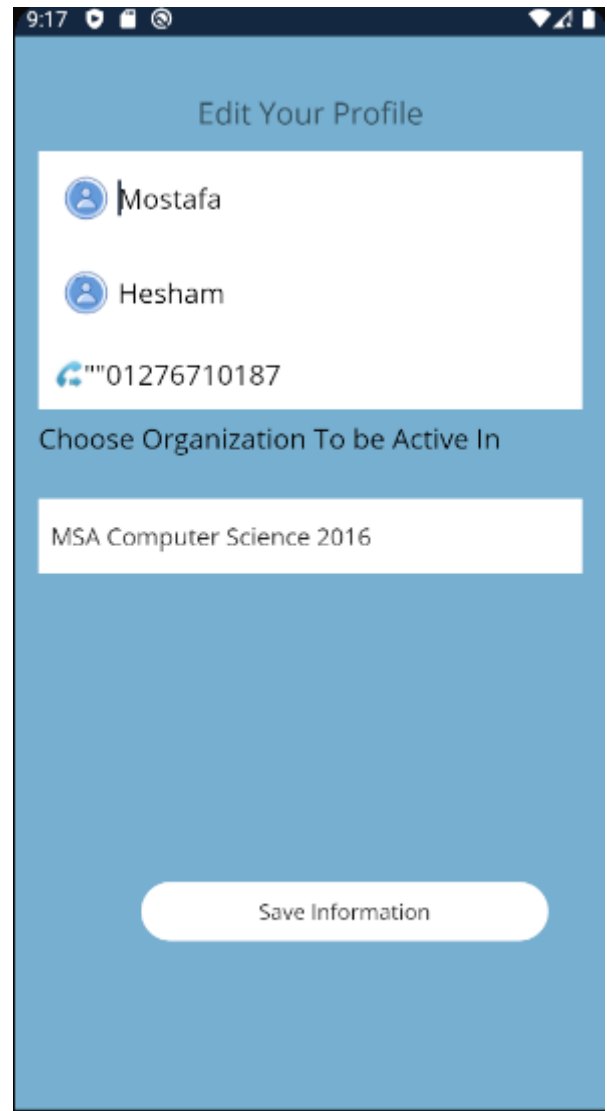 9:17
Edit Your Profile
Mostafa
Hesham
""01276710187
Choose Organization To be Active In
MSA Computer Science 2016
Save Information